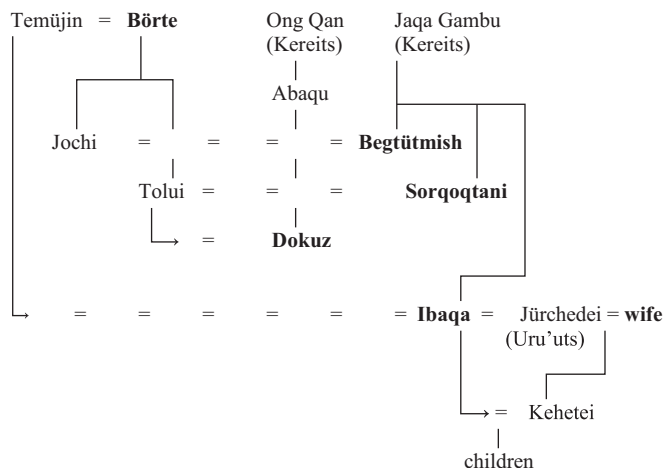 Temüjin = Börte Ong Qan Jaqa Gambu
(Kereits) (Kereits)
Abaqu
Jochi = = = = Begtütmish
Tolui = = = Sorqoqtani
→ = Dokuz
→ = = = = = = Ibaqa = Jürchedei = wife
(Uru’uts)
→ = Kehetei
children